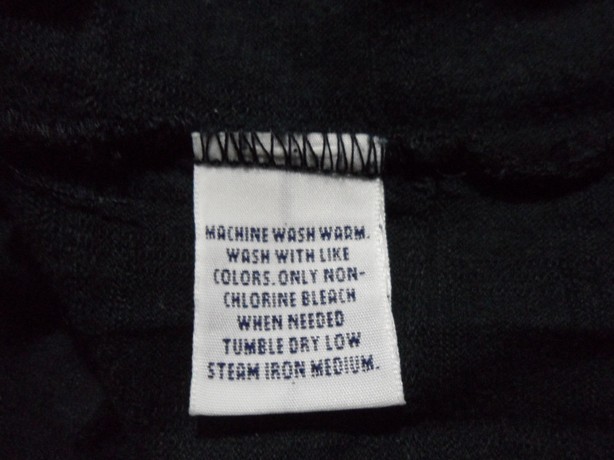 MACHINE WASH WARM.
WASH WITH LIKE
COLORS. ONLY NON-
CHLORINE BLEACH
WHEN NEEDED
TUMBLE DRY LOW
STEAM IRON MEDIUM.